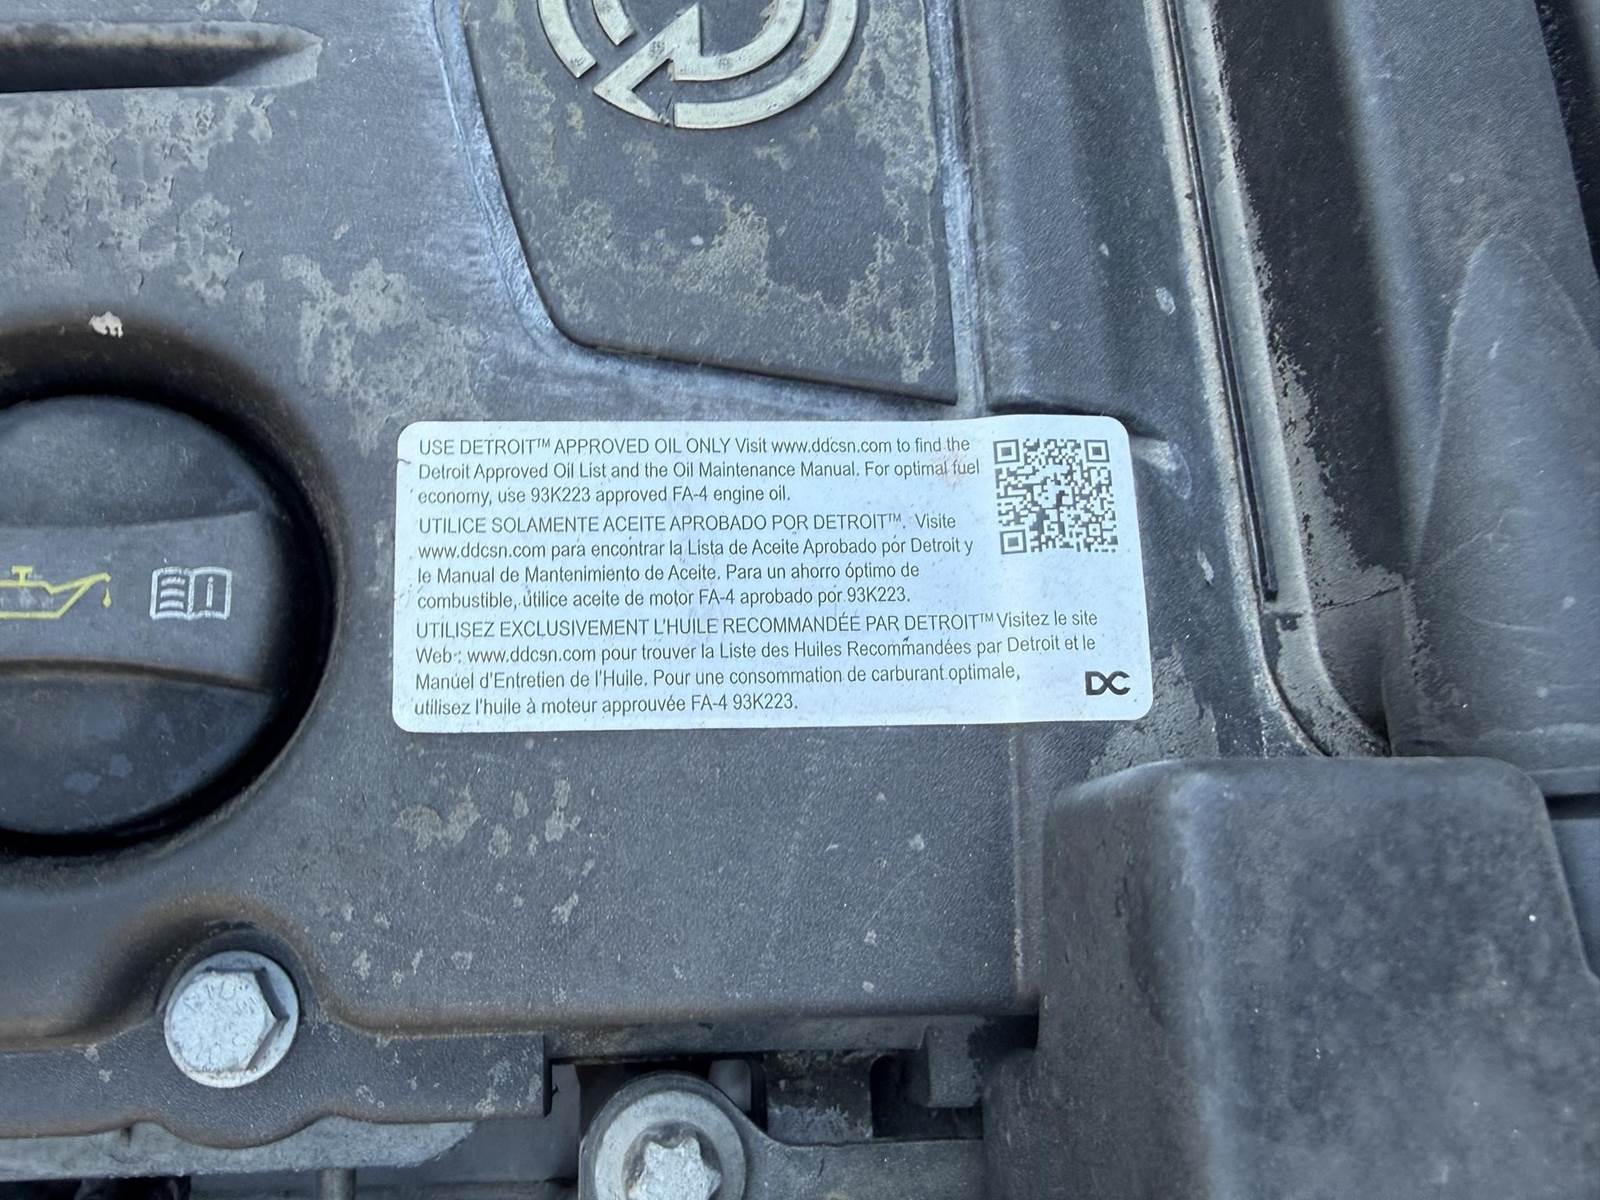 USE DETROIT™ APPROVED OIL ONLY Visit www.ddcsn.com to find the
Detroit Approved Oil List and the Oil Maintenance Manual. For optimal fuel
economy, use 93K223 approved FA-4 engine oil.
UTILICE SOLAMENTE ACEITE APROBADO POR DETROIT™. Visite
www.ddcsn.com para encontrar la Lista de Aceite Aprobado por Detroit y
le Manual de Mantenimiento de Aceite. Para un ahorro óptimo de
combustible, utilice aceite de motor FA-4 aprobado por 93K223.
UTILISEZ EXCLUSIVEMENT L'HUILE RECOMMANDÉE PAR DETROIT™ Visitez le site
Web : www.ddcsn.com pour trouver la Liste des Huiles Recommandées par Detroit et le
Manuel d'Entretien de l'Huile. Pour une consommation de carburant optimale,
utilisez l'huile à moteur approuvée FA-4 93K223.
DC